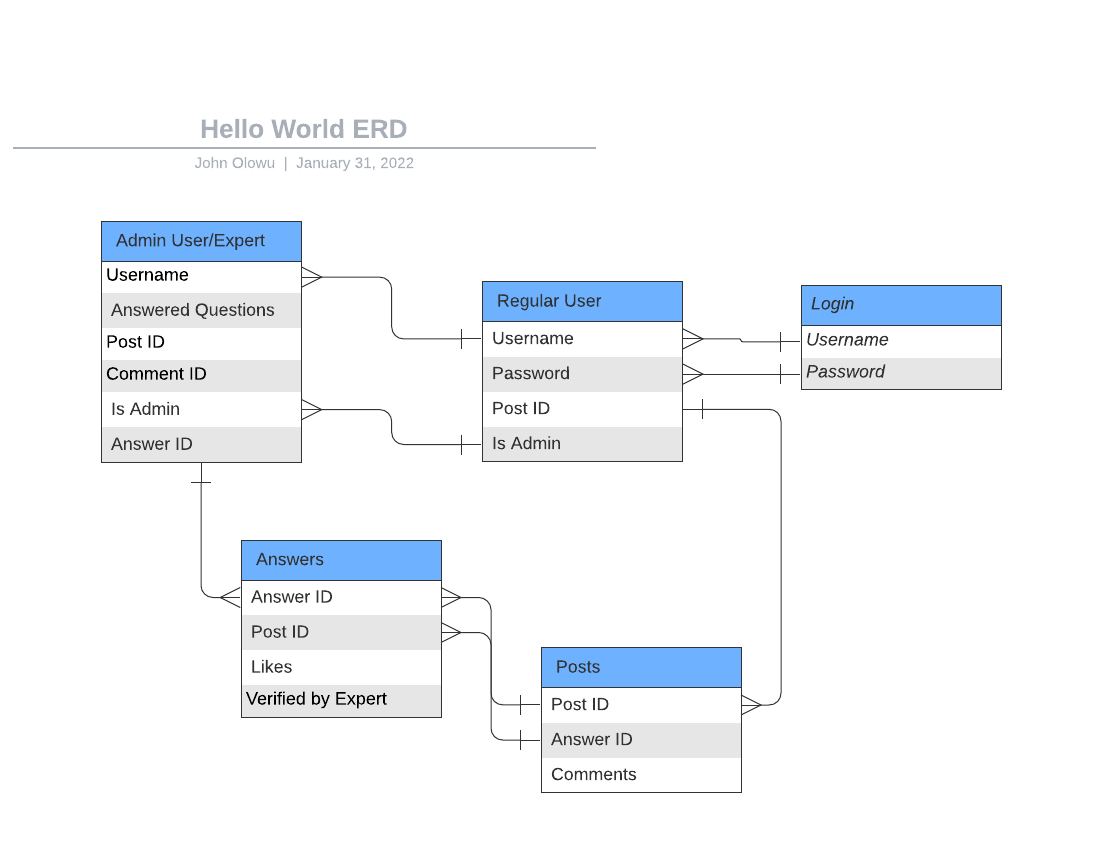 Hello World ERD
John Olowu | January 31, 2022
Admin User/Expert
Username
Answered Questions
Post ID
Comment ID
Is Admin
Answer ID
Regular User
Username
Password
Post ID
Is Admin
Login
Username
Password
Answers
Answer ID
Post ID
Likes
Verified by Expert
Posts
Post ID
Answer ID
Comments